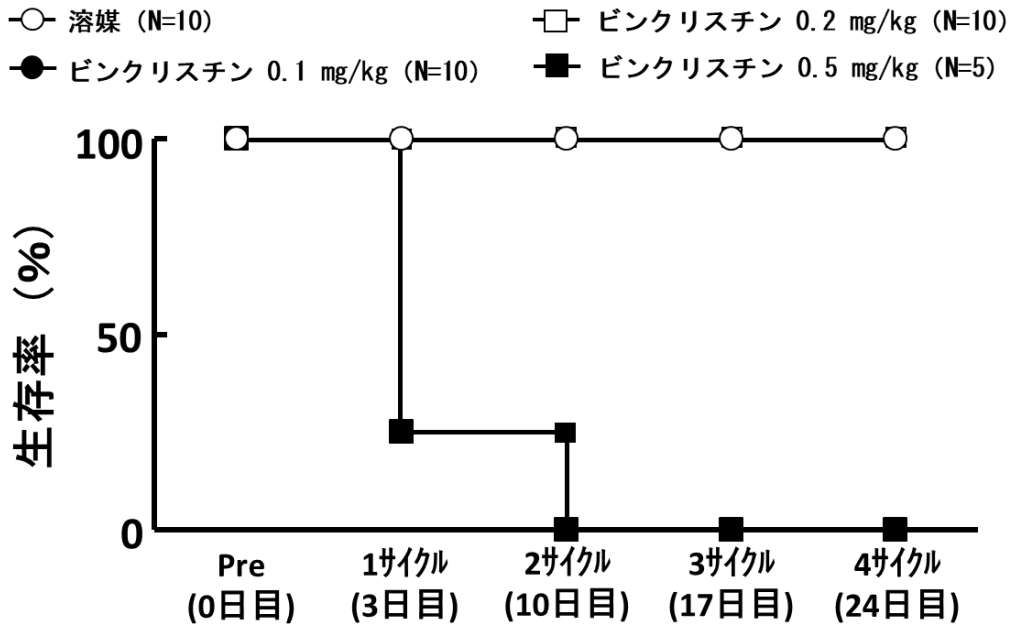 溶媒 (N=10)
ビンクリスチン 0.2 mg/kg (N=10)
ビンクリスチン 0.1 mg/kg (N=10)
ビンクリスチン 0.5 mg/kg (N=5)
生存率 (%)
100
50
0
Pre
(0日目)
1ｻｲｸﾙ
(3日目)
2ｻｲｸﾙ
(10日目)
3ｻｲｸﾙ
(17日目)
4ｻｲｸﾙ
(24日目)